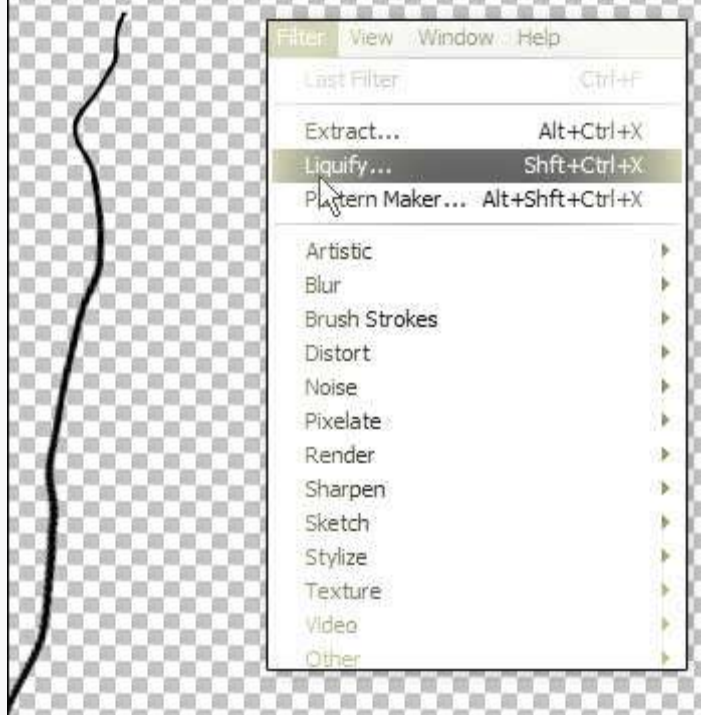 Filter View Window Help
Last Filter Ctrl+F
Extract... Alt+Ctrl+X
Liquify... Shft+Ctrl+X
Pattern Maker... Alt+Shft+Ctrl+X
Artistic
Blur
Brush Strokes
Distort
Noise
Pixelate
Render
Sharpen
Sketch
Stylize
Texture
Video
Other